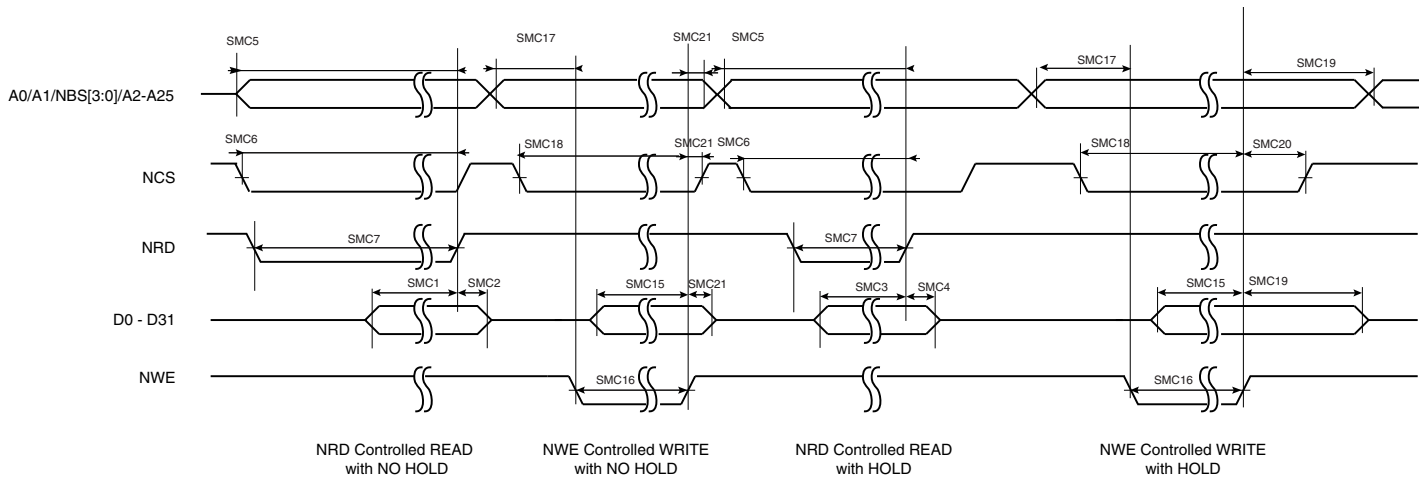 SMC5 SMC17 SMC21 SMC5 SMC17 SMC19
A0/A1/NBS[3:0]/A2-A25
SMC6 SMC18 SMC21 SMC6 SMC18 SMC20
NCS
NRD SMC7 SMC7
SMC1 SMC2 SMC15 SMC21 SMC3 SMC4 SMC15 SMC19
D0 - D31
NWE SMC16 SMC16
NRD Controlled READ
with NO HOLD
NWE Controlled WRITE
with NO HOLD
NRD Controlled READ
with HOLD
NWE Controlled WRITE
with HOLD